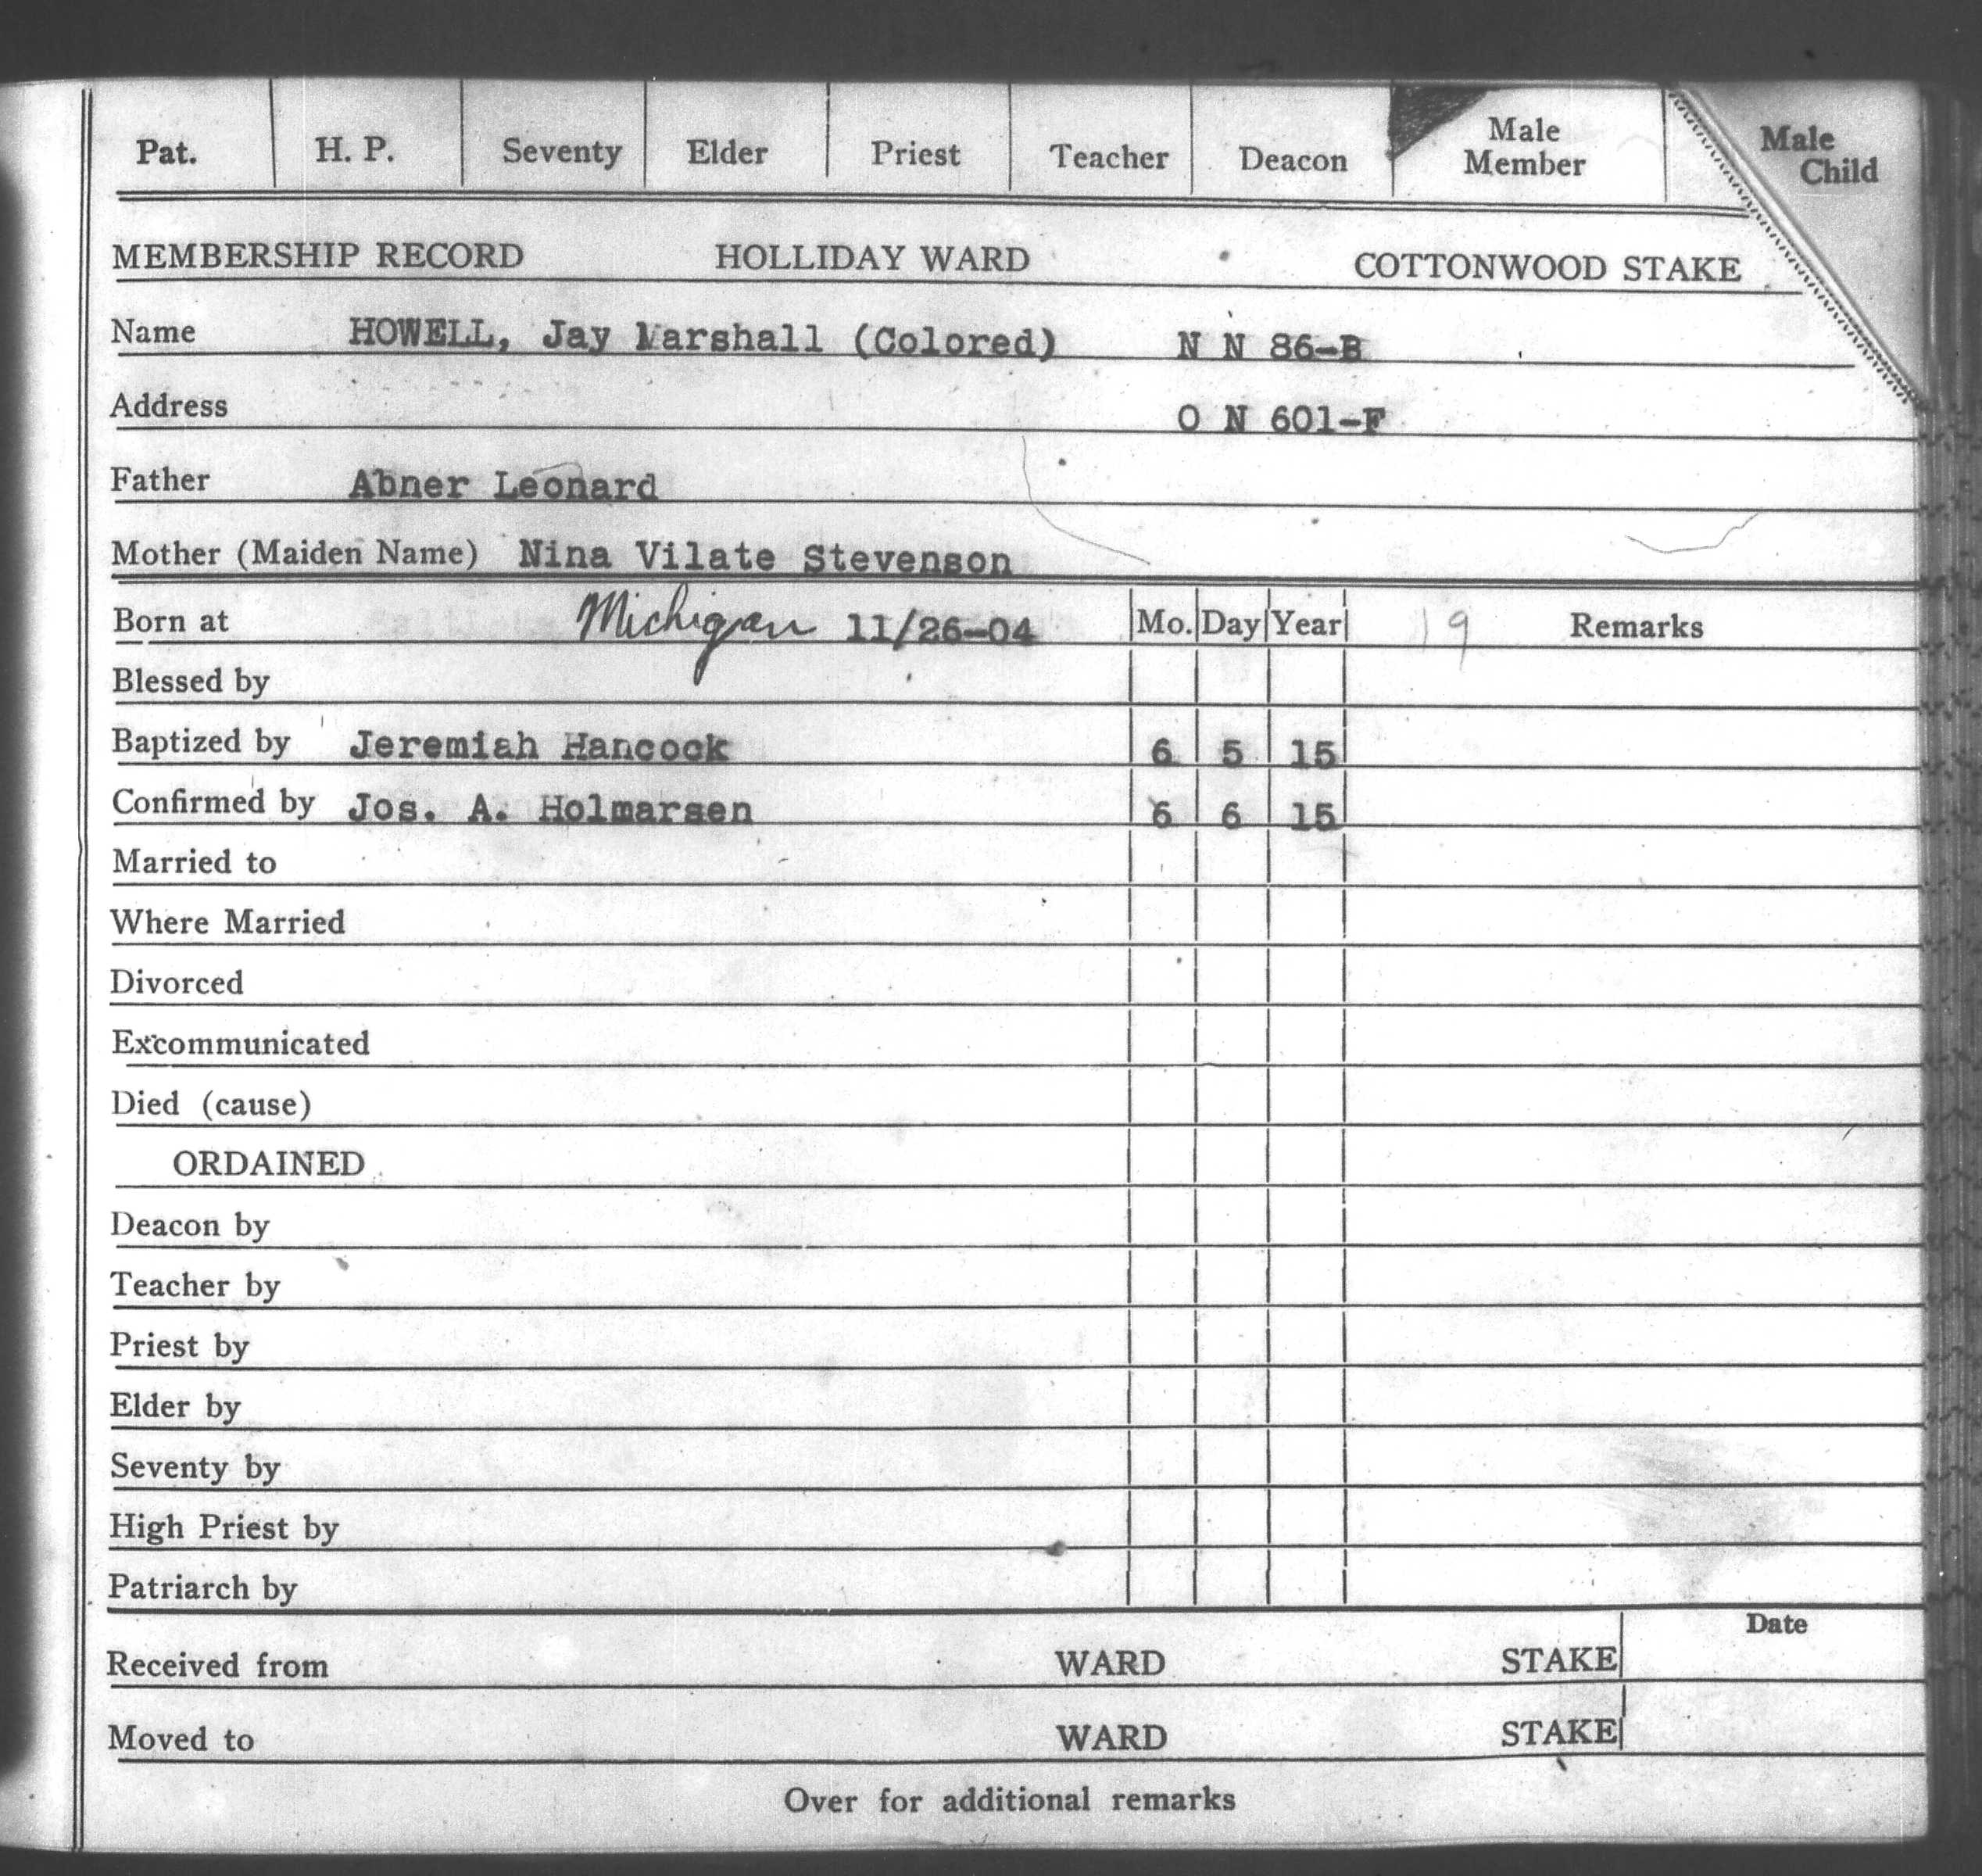 Pat. H. P. Seventy Elder Priest Teacher Deacon Male Member Male Child
MEMBERSHIP RECORD HOLLIDAY WARD COTTONWOOD STAKE
Name HOWELL, Jay Marshall (Colored) N N 86-B
Address O N 601-F
Father Abner Leonard
Mother (Maiden Name) Nina Vilate Stevenson
Born at Michigan 11/26-04 Mo. Day Year 19 Remarks
Blessed by
Baptized by Jeremiah Hancock 6 5 15
Confirmed by Jos. A. Holmarsen 6 6 15
Married to
Where Married
Divorced
Excommunicated
Died (cause)
ORDAINED
Deacon by
Teacher by
Priest by
Elder by
Seventy by
High Priest by
Patriarch by
Date
Received from WARD STAKE
Moved to WARD STAKE
Over for additional remarks